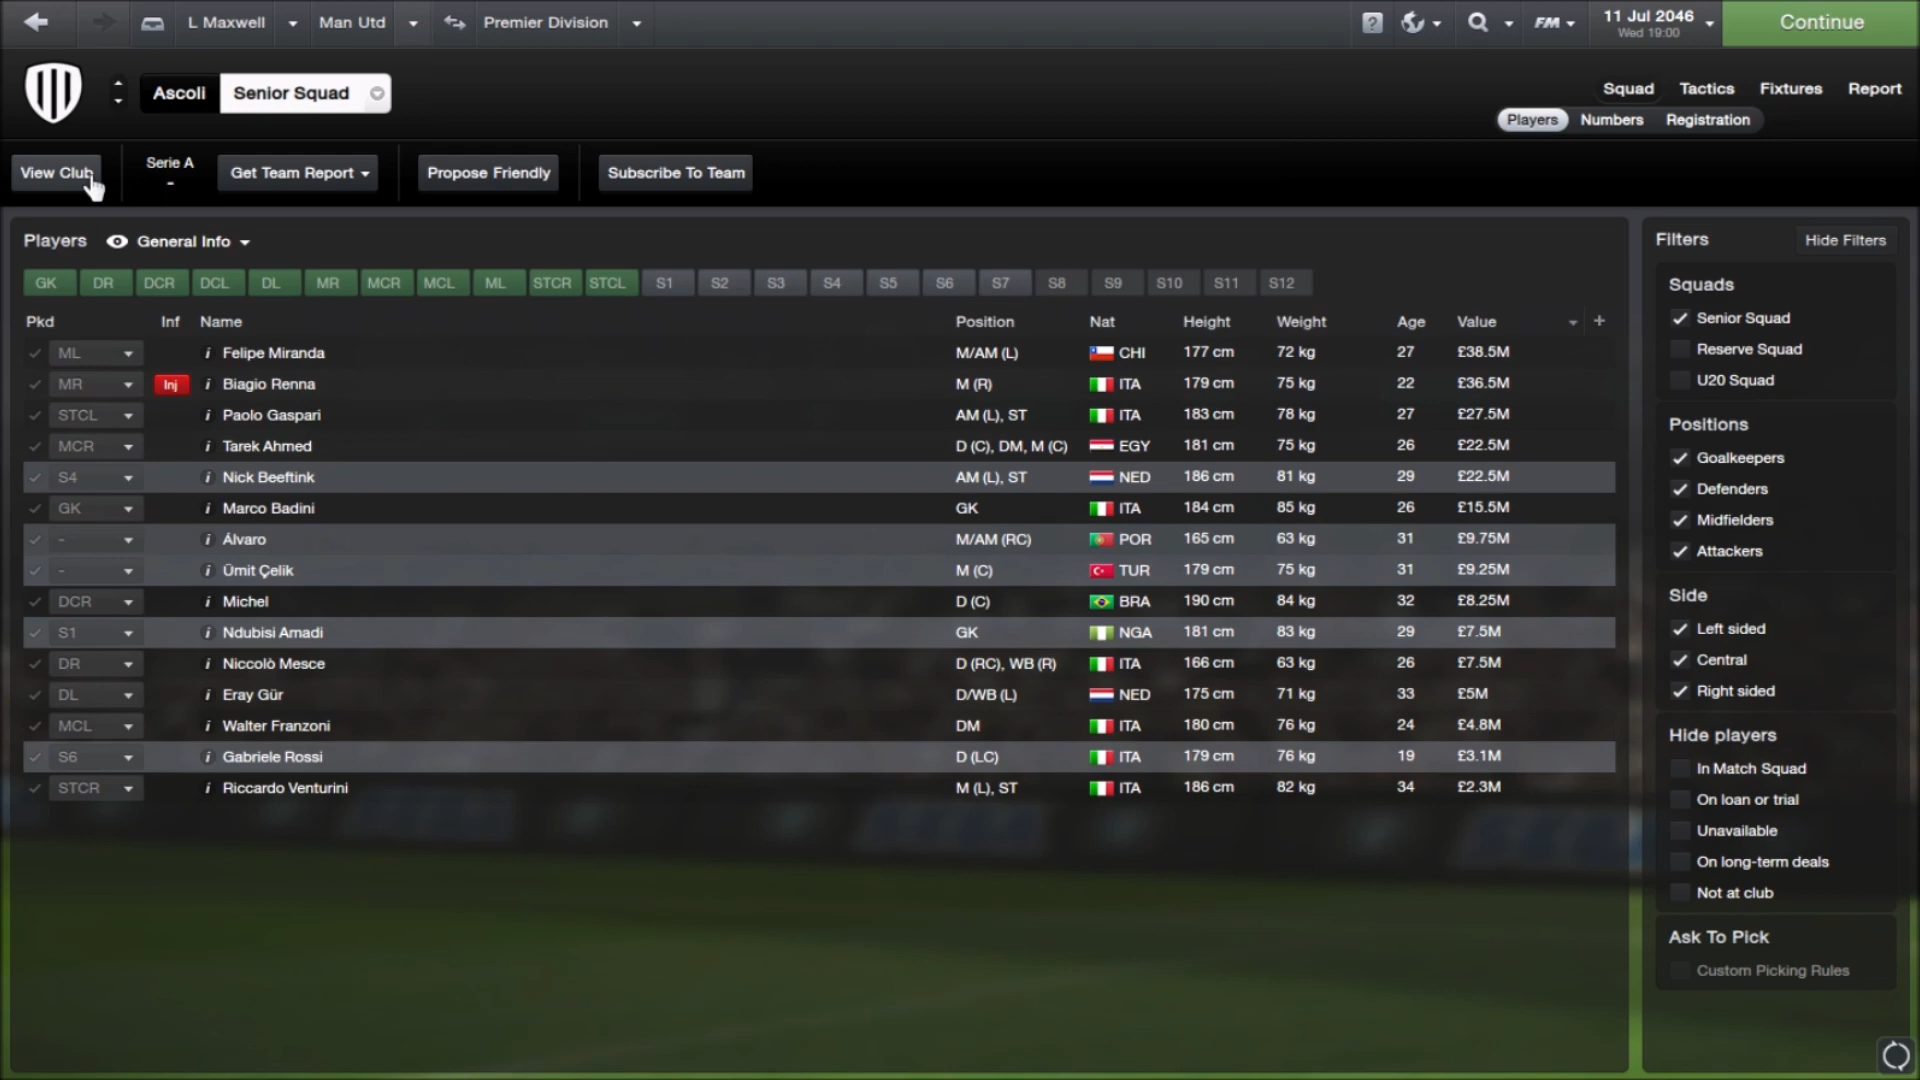 L Maxwell
Man Utd
Premier Division
?
FM
11 Jul 2046
Wed 19:00
Continue
Ascoli
Senior Squad
Squad Tactics Fixtures Report
Players Numbers Registration
View Club
Serie A
-
Get Team Report
Propose Friendly
Subscribe To Team
Players General Info
GK DR DCR DCL DL MR MCR MCL ML STCR STCL S1 S2 S3 S4 S5 S6 S7 S8 S9 S10 S11 S12
Pkd Inf Name Position Nat Height Weight Age Value +
ML i Felipe Miranda M/AM (L) CHI 177 cm 72 kg 27 £38.5M
MR Inj i Biagio Renna M (R) ITA 179 cm 75 kg 22 £36.5M
STCL i Paolo Gaspari AM (L), ST ITA 183 cm 78 kg 27 £27.5M
MCR i Tarek Ahmed D (C), DM, M (C) EGY 181 cm 75 kg 26 £22.5M
S4 i Nick Beeftink AM (L), ST NED 186 cm 81 kg 29 £22.5M
GK i Marco Badini GK ITA 184 cm 85 kg 26 £15.5M
- i Álvaro M/AM (RC) POR 165 cm 63 kg 31 £9.75M
- i Ümit Çelik M (C) TUR 179 cm 75 kg 31 £9.25M
DCR i Michel D (C) BRA 190 cm 84 kg 32 £8.25M
S1 i Ndubisi Amadi GK NGA 181 cm 83 kg 29 £7.5M
DR i Niccolò Mesce D (RC), WB (R) ITA 166 cm 63 kg 26 £7.5M
DL i Eray Gür D/WB (L) NED 175 cm 71 kg 33 £5M
MCL i Walter Franzoni DM ITA 180 cm 76 kg 24 £4.8M
S6 i Gabriele Rossi D (LC) ITA 179 cm 76 kg 19 £3.1M
STCR i Riccardo Venturini M (L), ST ITA 186 cm 82 kg 34 £2.3M
Filters Hide Filters
Squads
Senior Squad
Reserve Squad
U20 Squad
Positions
Goalkeepers
Defenders
Midfielders
Attackers
Side
Left sided
Central
Right sided
Hide players
In Match Squad
On loan or trial
Unavailable
On long-term deals
Not at club
Ask To Pick
Custom Picking Rules